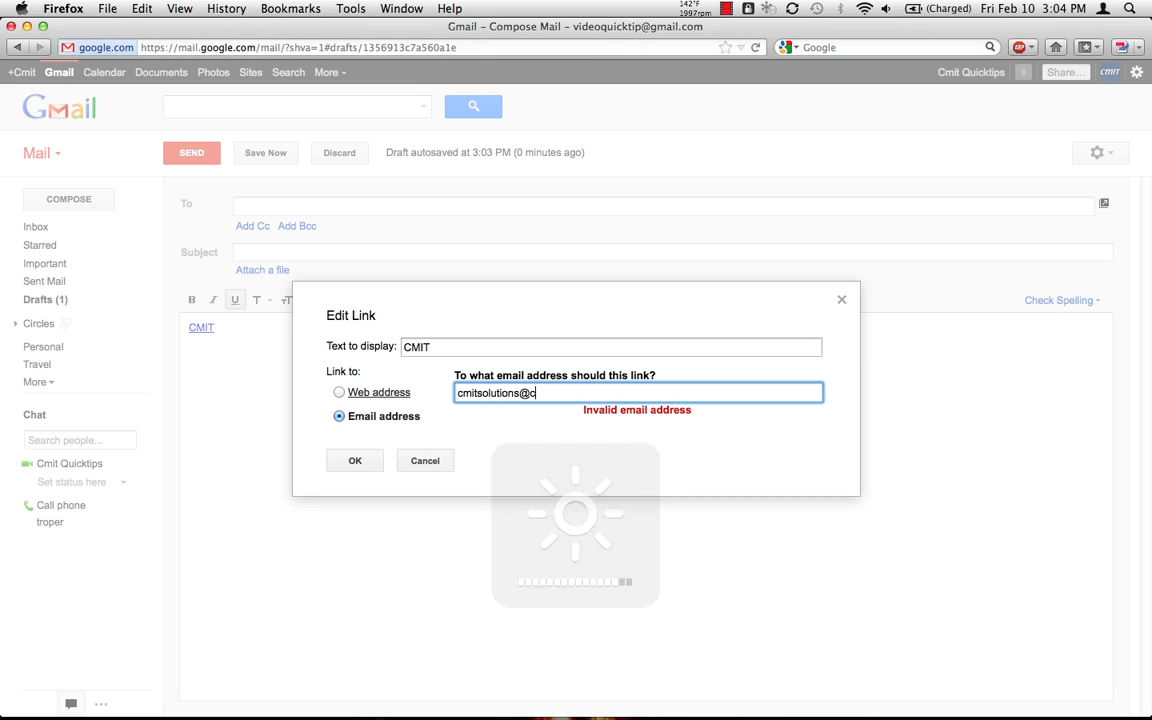 Firefox File Edit View History Bookmarks Tools Window Help 142°F 1997rpm (Charged) Fri Feb 10 3:04 PM
Gmail – Compose Mail – videoquicktip@gmail.com
google.com https://mail.google.com/mail/?shva=1#drafts/1356913c7a560a1e Google
+Cmit Gmail Calendar Documents Photos Sites Search More Cmit Quicktips 0 Share... CMIT
Gmail
Mail SEND Save Now Discard Draft autosaved at 3:03 PM (0 minutes ago)
COMPOSE To
Inbox Add Cc Add Bcc
Starred
Subject
Important
Attach a file
Sent Mail
Drafts (1) B I U T TT Check Spelling
Circles
Personal
Travel
More
Chat
Search people...
Cmit Quicktips
Set status here
Call phone
troper
CMIT
Edit Link
Text to display: CMIT
Link to:
To what email address should this link?
Web address cmitsolutions@c
Invalid email address
Email address
OK Cancel